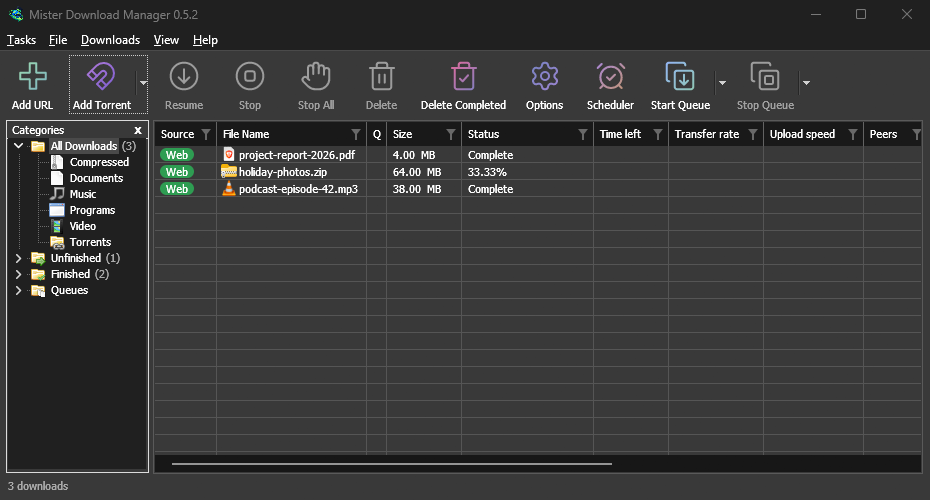 Mister Download Manager 0.5.2
Tasks File Downloads View Help
Add URL Add Torrent Resume Stop Stop All Delete Delete Completed Options Scheduler Start Queue Stop Queue
Categories x
Source File Name Q Size Status Time left Transfer rate Upload speed Peers
All Downloads (3)
Compressed
Documents
Music
Programs
Video
Torrents
Unfinished (1)
Finished (2)
Queues
Web project-report-2026.pdf 4.00 MB Complete
Web holiday-photos.zip 64.00 MB 33.33%
Web podcast-episode-42.mp3 38.00 MB Complete
3 downloads